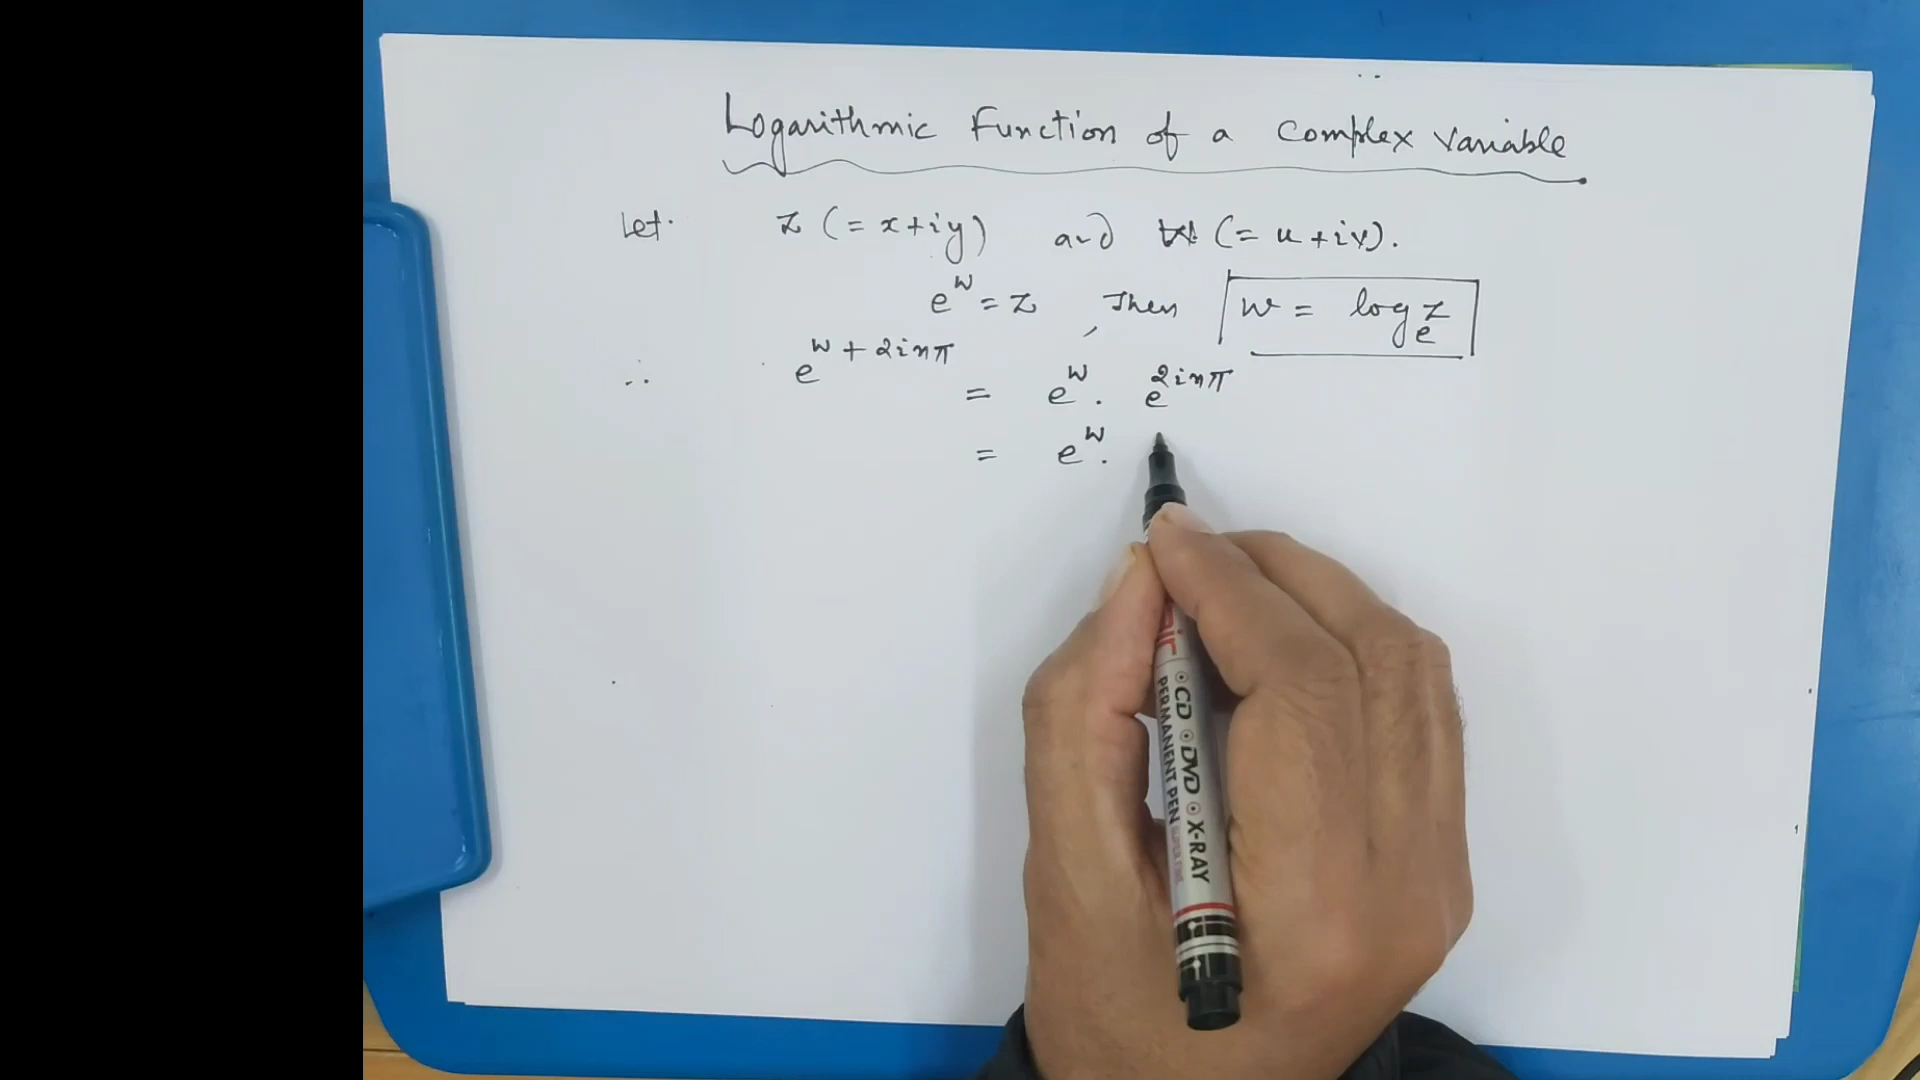 Logarithmic Function of a Complex Variable
Let z (= x+iy) and w (= u+iv).
e^w = z , Then w = log_e z
∴ e^{w+2inπ} = e^w . e^{2inπ}
= e^w .
CD DVD X-RAY
PERMANENT PEN